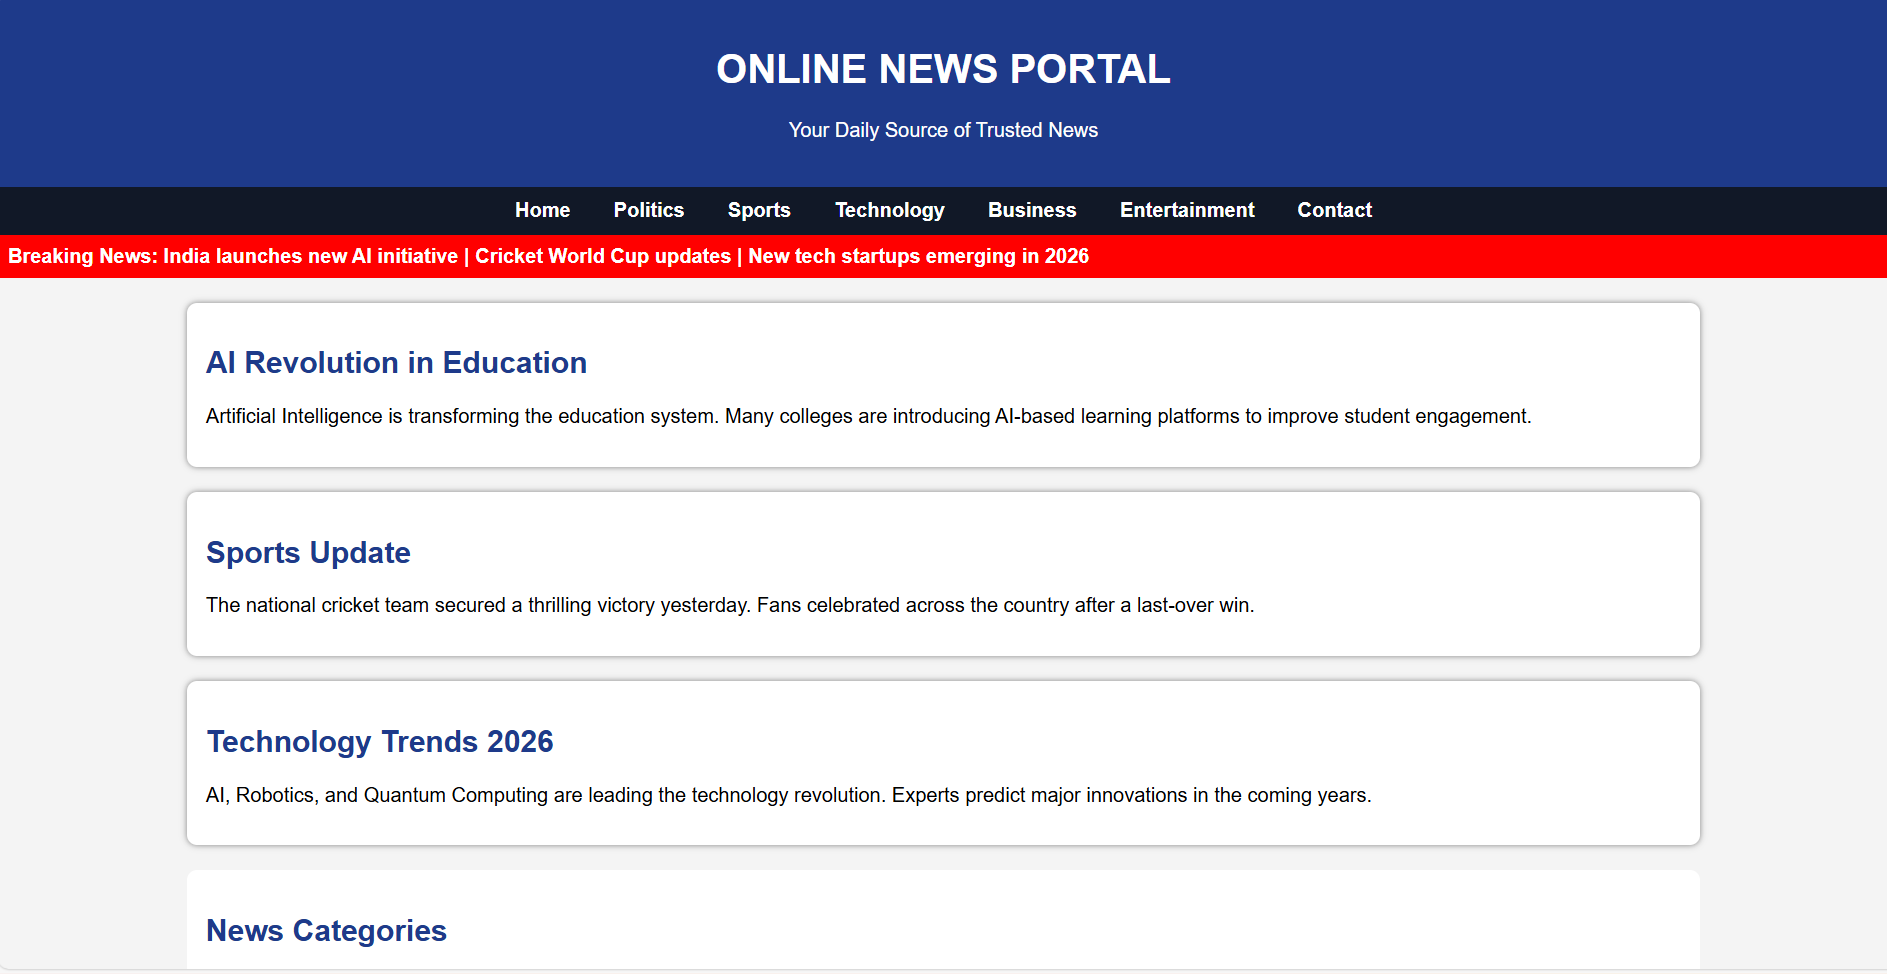 ONLINE NEWS PORTAL
Your Daily Source of Trusted News
Home Politics Sports Technology Business Entertainment Contact
Breaking News: India launches new AI initiative | Cricket World Cup updates | New tech startups emerging in 2026
AI Revolution in Education
Artificial Intelligence is transforming the education system. Many colleges are introducing AI-based learning platforms to improve student engagement.
Sports Update
The national cricket team secured a thrilling victory yesterday. Fans celebrated across the country after a last-over win.
Technology Trends 2026
AI, Robotics, and Quantum Computing are leading the technology revolution. Experts predict major innovations in the coming years.
News Categories